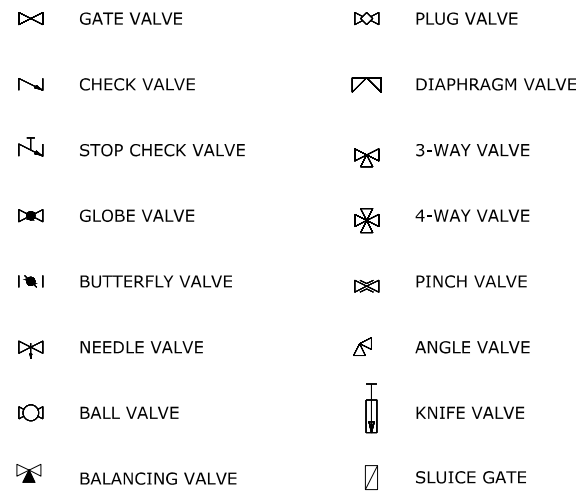 GATE VALVE
PLUG VALVE
CHECK VALVE
DIAPHRAGM VALVE
STOP CHECK VALVE
3-WAY VALVE
GLOBE VALVE
4-WAY VALVE
BUTTERFLY VALVE
PINCH VALVE
NEEDLE VALVE
ANGLE VALVE
BALL VALVE
KNIFE VALVE
BALANCING VALVE
SLUICE GATE